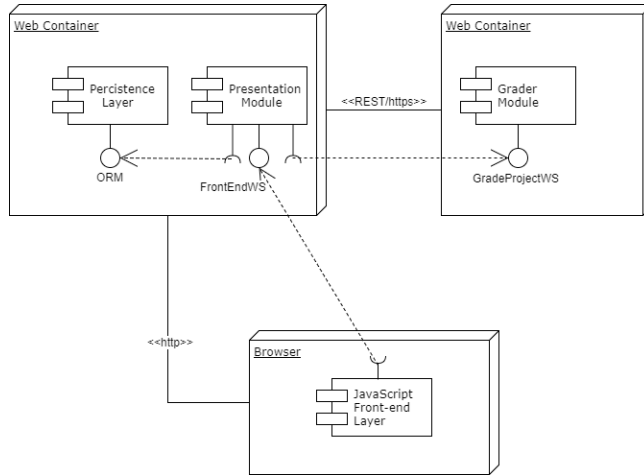 Web Container
Percistence
Layer
ORM
Presentation
Module
FrontEndWS
<<REST/https>>
Web Container
Grader
Module
GradeProjectWS
<<http>>
Browser
JavaScript
Front-end
Layer